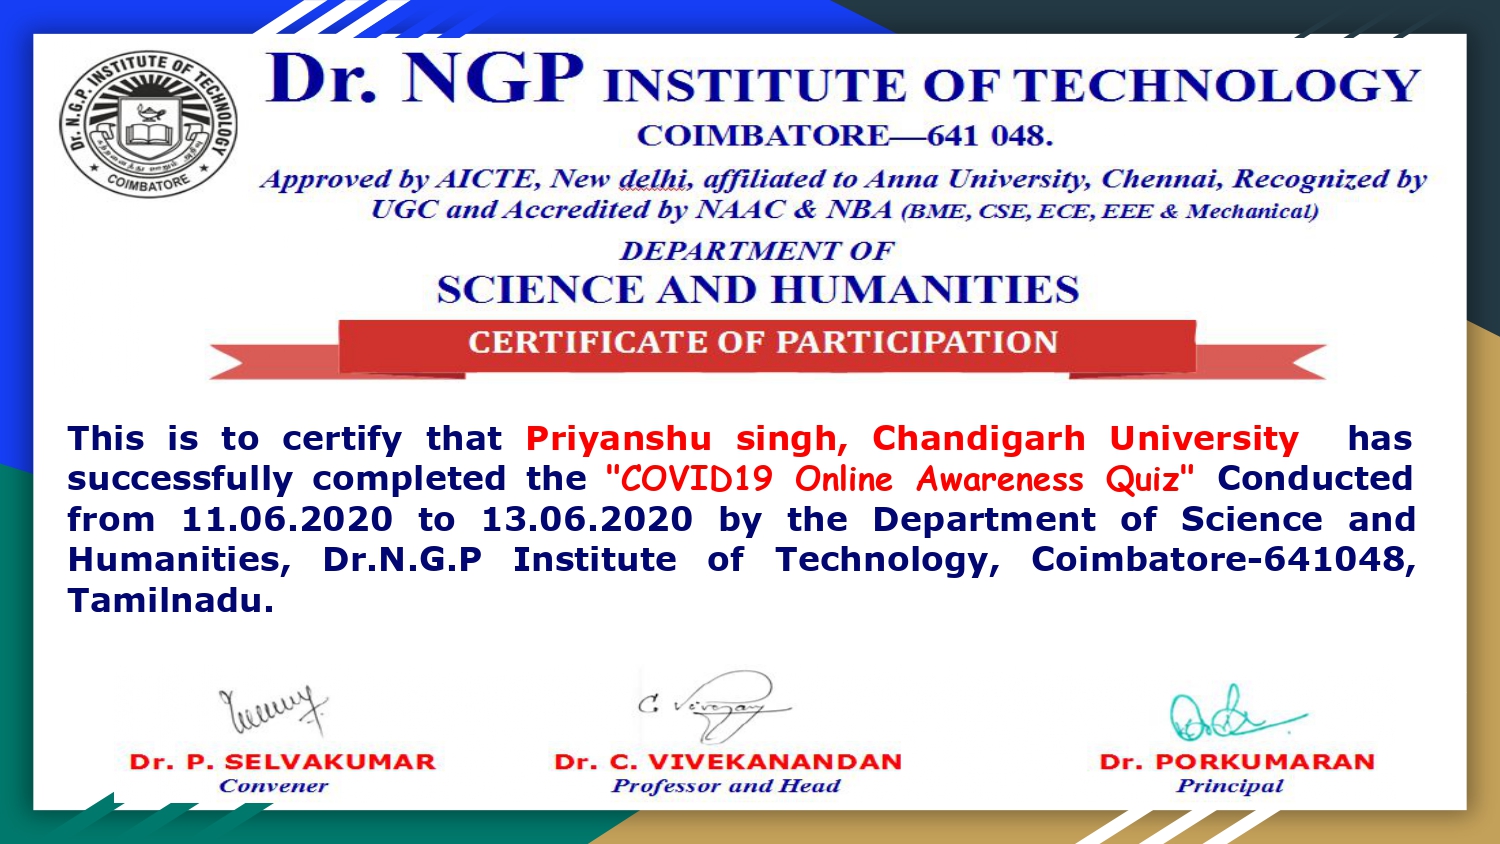 Dr. N.G.P. INSTITUTE OF TECHNOLOGY
COIMBATORE
Dr. NGP INSTITUTE OF TECHNOLOGY
COIMBATORE—641 048.
Approved by AICTE, New delhi, affiliated to Anna University, Chennai, Recognized by
UGC and Accredited by NAAC & NBA (BME, CSE, ECE, EEE & Mechanical)
DEPARTMENT OF
SCIENCE AND HUMANITIES
CERTIFICATE OF PARTICIPATION
This is to certify that Priyanshu singh, Chandigarh University has
successfully completed the "COVID19 Online Awareness Quiz" Conducted
from 11.06.2020 to 13.06.2020 by the Department of Science and
Humanities, Dr.N.G.P Institute of Technology, Coimbatore-641048,
Tamilnadu.
Dr. P. SELVAKUMAR
Convener
Dr. C. VIVEKANANDAN
Professor and Head
Dr. PORKUMARAN
Principal